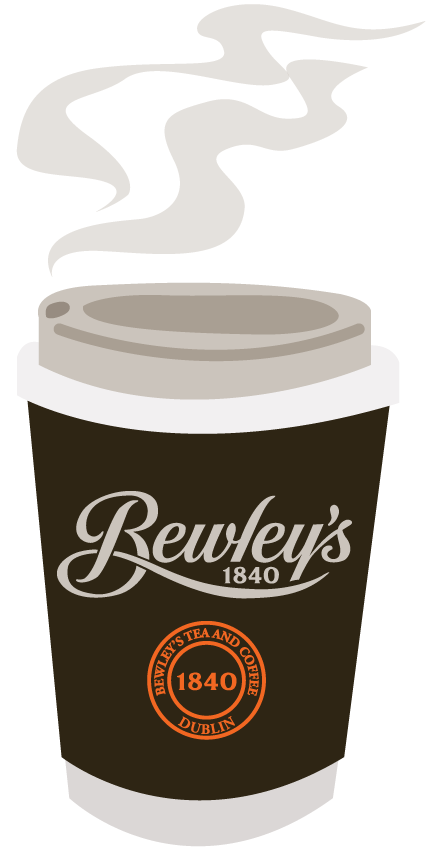 Bewley's
1840
BEWLEY'S TEA AND COFFEE
1840
DUBLIN